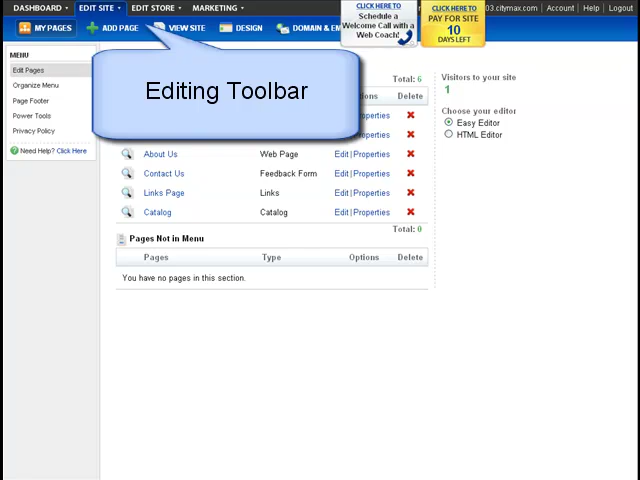 DASHBOARD EDIT SITE EDIT STORE MARKETING 03.citymax.com Account Help Logout
MY PAGES ADD PAGE VIEW SITE DESIGN DOMAIN & EM
CLICK HERE TO
Schedule a
Welcome Call with a
Web Coach!
CLICK HERE TO
PAY FOR SITE
10
DAYS LEFT
MENU
Edit Pages
Organize Menu
Page Footer
Power Tools
Privacy Policy
Need Help? Click Here
Editing Toolbar
Total: 6
Delete
Properties
Properties
About Us Web Page Edit|Properties
Contact Us Feedback Form Edit|Properties
Links Page Links Edit|Properties
Catalog Catalog Edit|Properties
Total: 0
Pages Not in Menu
Pages Type Options Delete
You have no pages in this section.
Visitors to your site
1
Choose your editor
Easy Editor
HTML Editor